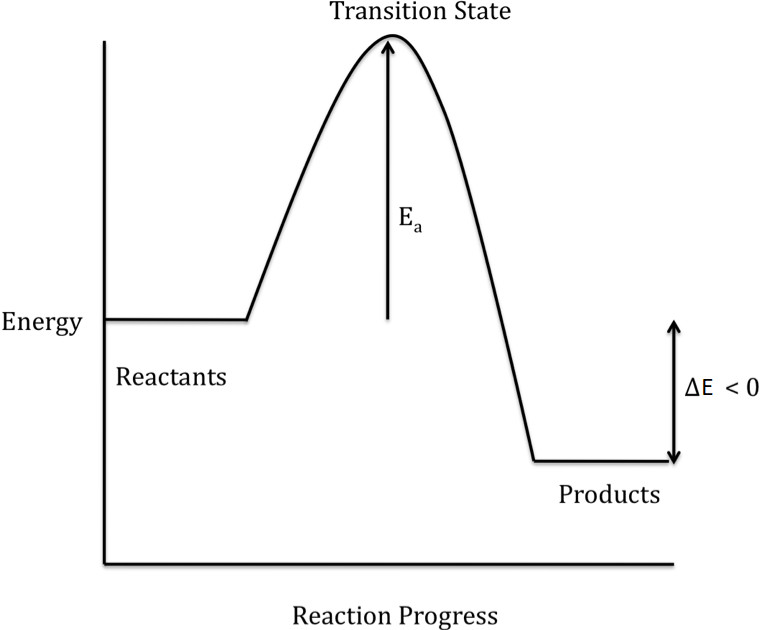 Transition State
Eₐ
Energy
Reactants
ΔE < 0
Products
Reaction Progress